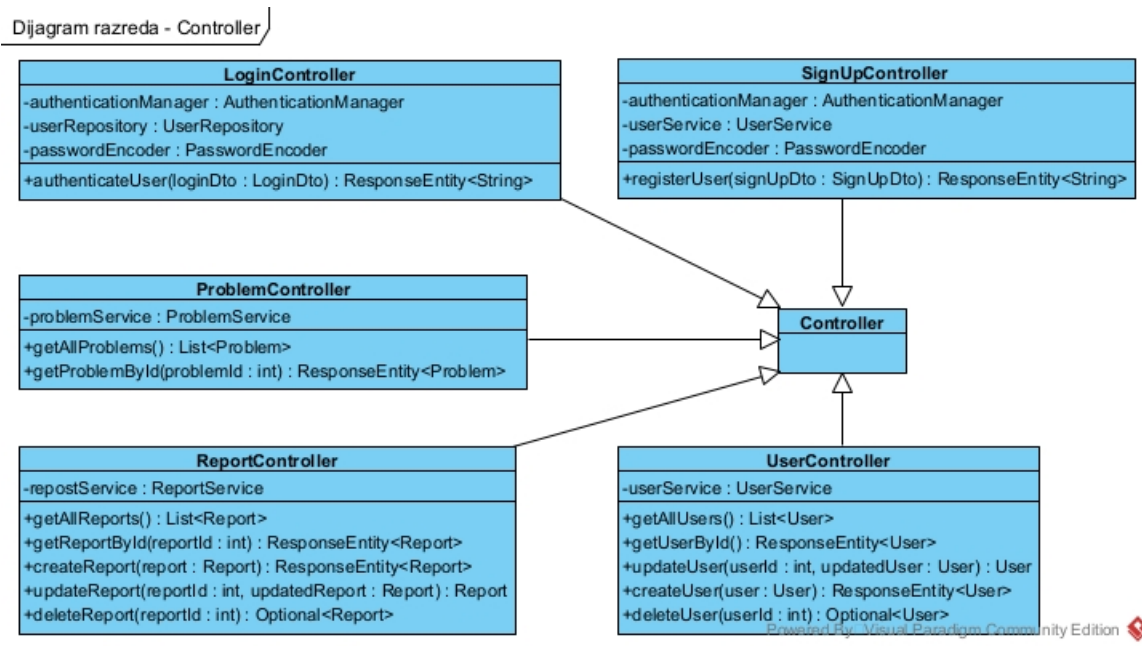 Dijagram razreda - Controller
LoginController
-authenticationManager : AuthenticationManager
-userRepository : UserRepository
-passwordEncoder : PasswordEncoder
+authenticateUser(loginDto : LoginDto) : ResponseEntity<String>
SignUpController
-authenticationManager : AuthenticationManager
-userService : UserService
-passwordEncoder : PasswordEncoder
+registerUser(signUpDto : SignUpDto) : ResponseEntity<String>
ProblemController
-problemService : ProblemService
+getAllProblems() : List<Problem>
+getProblemById(problemId : int) : ResponseEntity<Problem>
Controller
ReportController
-repostService : ReportService
+getAllReports() : List<Report>
+getReportById(reportId : int) : ResponseEntity<Report>
+createReport(report : Report) : ResponseEntity<Report>
+updateReport(reportId : int, updatedReport : Report) : Report
+deleteReport(reportId : int) : Optional<Report>
UserController
-userService : UserService
+getAllUsers() : List<User>
+getUserById() : ResponseEntity<User>
+updateUser(userId : int, updatedUser : User) : User
+createUser(user : User) : ResponseEntity<User>
+deleteUser(userId : int) : Optional<User>
Powered By Visual Paradigm Community Edition